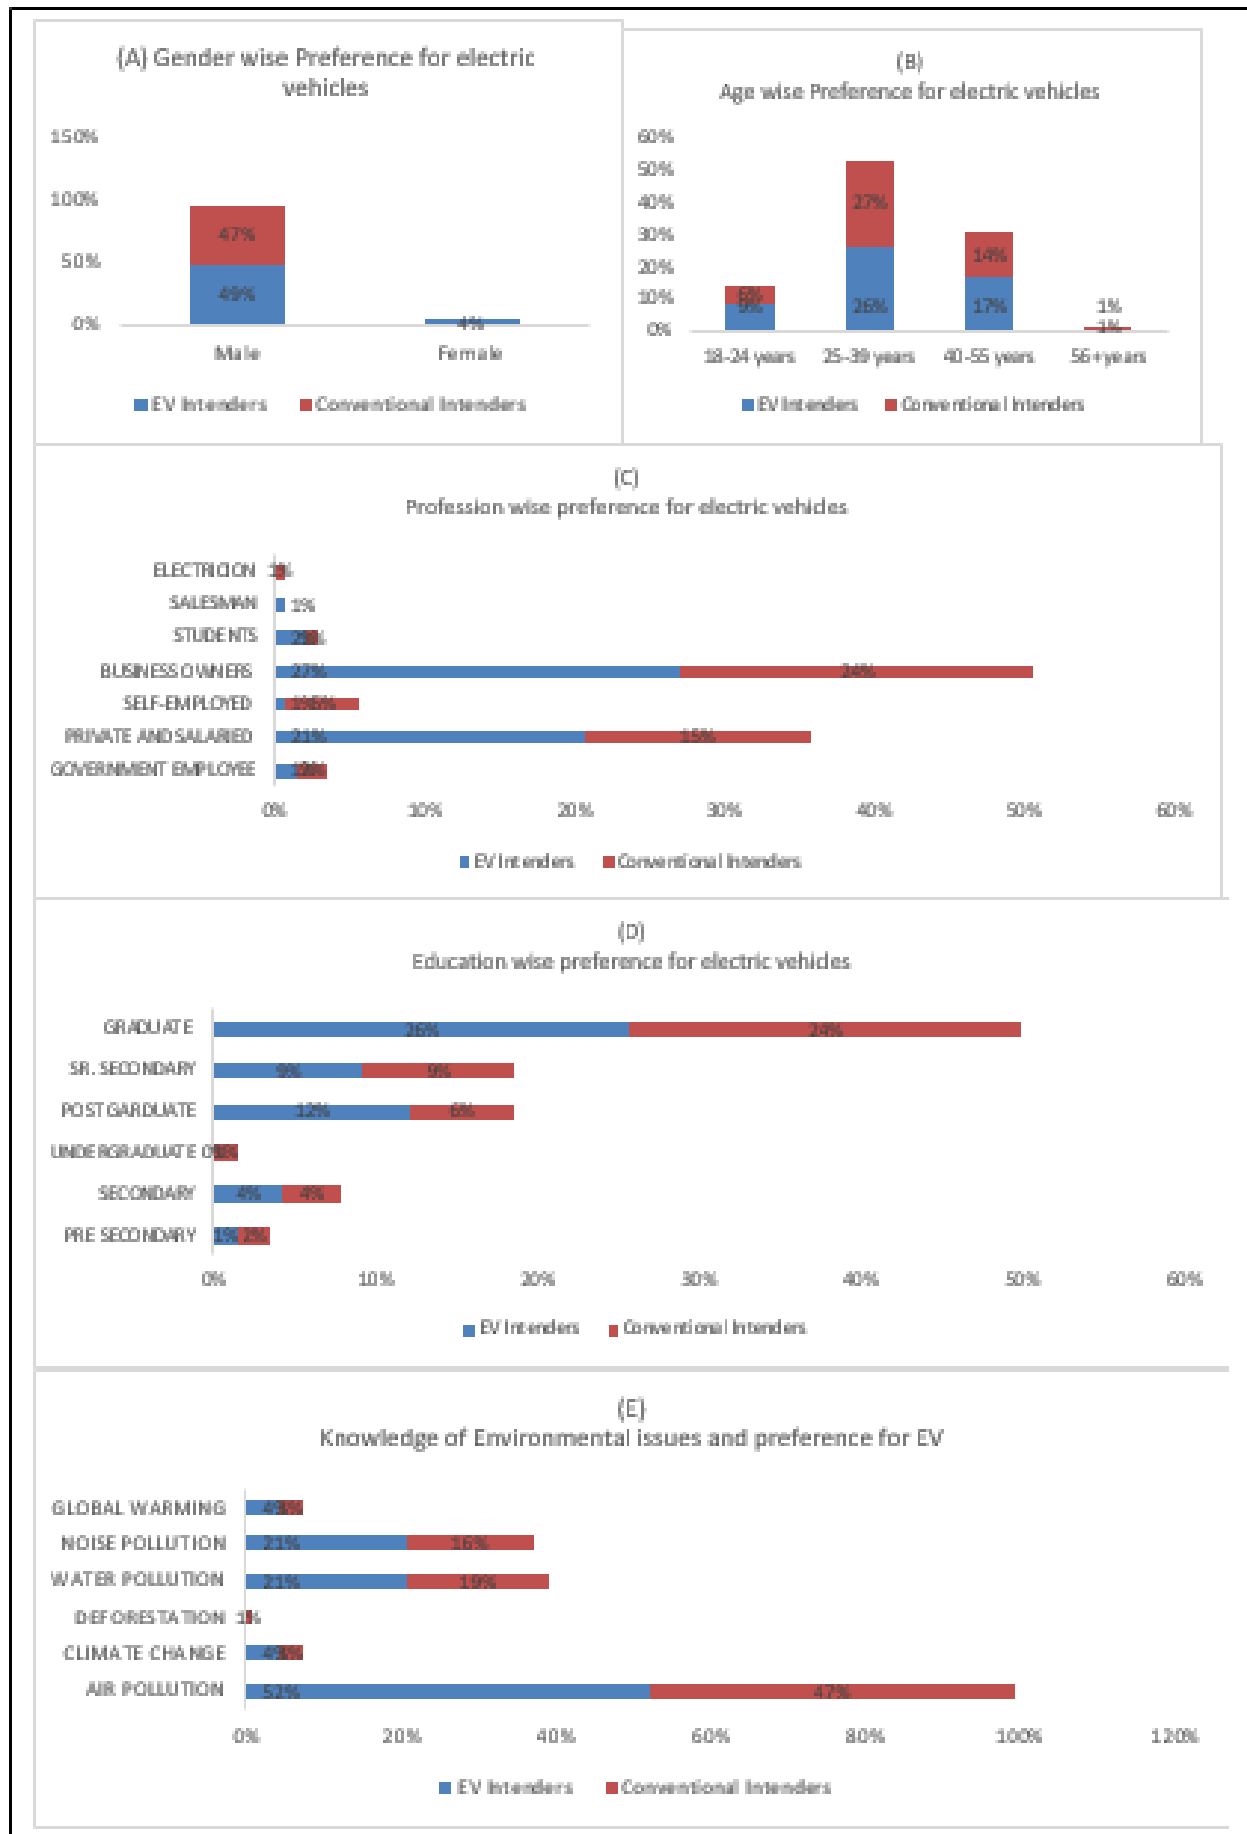 (A) Gender wise Preference for electric
vehicles
150%
100%
50%
0%
47%
49%
4%
Male
Female
EV Intenders
Conventional Intenders
(B)
Age wise Preference for electric vehicles
60%
50%
40%
30%
20%
10%
0%
6%
9%
27%
26%
14%
17%
1%
1%
18-24 years
25-39 years
40-55 years
56+years
EV Intenders
Conventional Intenders
(C)
Profession wise preference for electric vehicles
ELECTRICION
SALESMAN 1%
STUDENTS
BUSINESS OWNERS 27% 24%
SELF-EMPLOYED
PRIVATE AND SALARIED 21% 15%
GOVERNMENT EMPLOYEE
0% 10% 20% 30% 40% 50% 60%
EV Intenders
Conventional Intenders
(D)
Education wise preference for electric vehicles
GRADUATE 26% 24%
SR. SECONDARY 9% 9%
POST GARDUATE 12% 6%
UNDERGRADUATE
SECONDARY 4% 4%
PRE SECONDARY 1% 2%
0% 10% 20% 30% 40% 50% 60%
EV Intenders
Conventional Intenders
(E)
Knowledge of Environmental issues and preference for EV
GLOBAL WARMING
NOISE POLLUTION 21% 16%
WATER POLLUTION 21% 19%
DEFORESTATION
CLIMATE CHANGE
AIR POLLUTION 52% 47%
0% 20% 40% 60% 80% 100% 120%
EV Intenders
Conventional Intenders